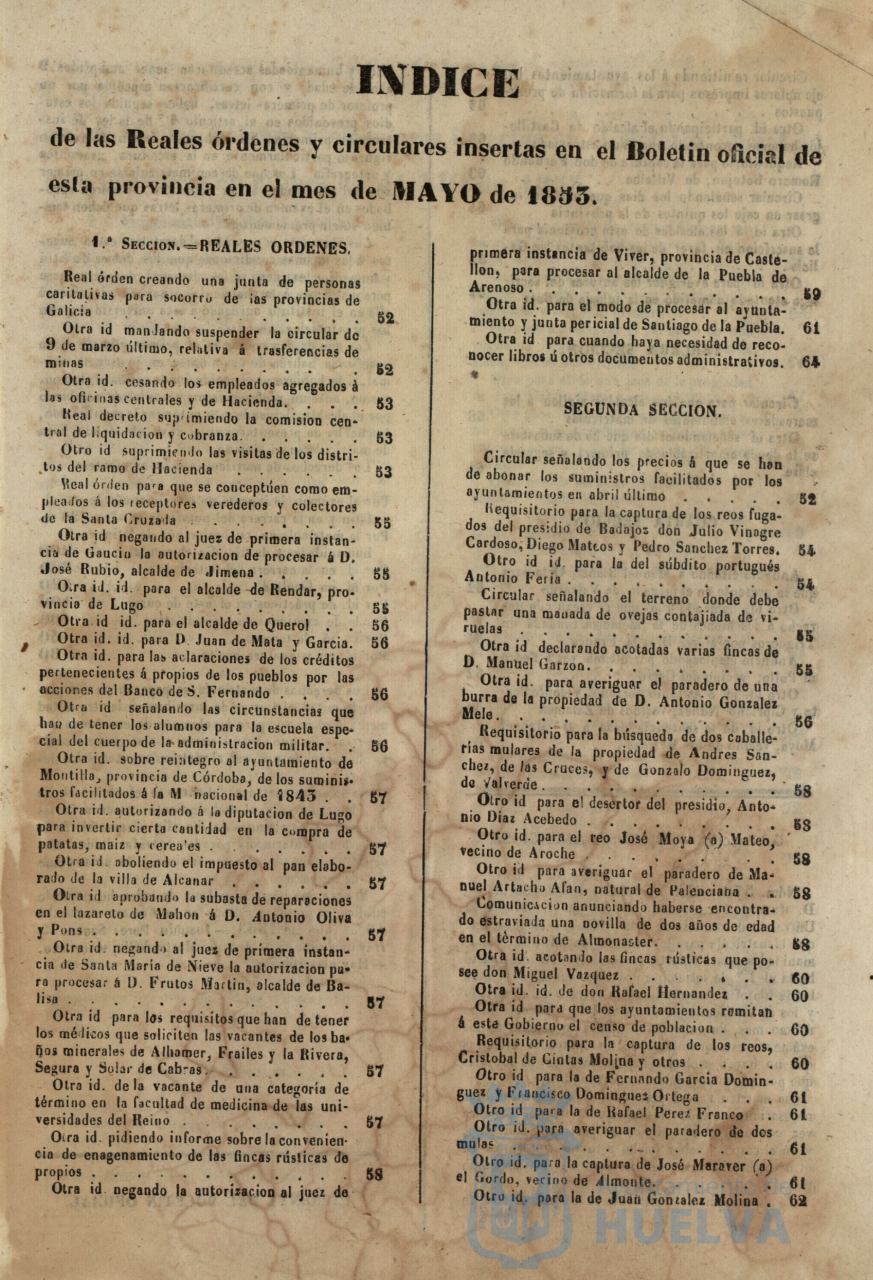 INDICE
de las Reales órdenes y circulares insertas en el Boletin oficial de
esta provincia en el mes de MAYO de 1853.
1.ª SECCION.=REALES ORDENES.
Real órden creando una junta de personas
caritativas para socorro de las provincias de
Galicia . . . . . . . . . . 52
Otra id mandando suspender la circular de
9 de marzo último, relativa á trasferencias de
minas . . . . . . . . . . 52
Otra id. cesando los empleados agregados á
las oficinas centrales y de Hacienda. . . . . 53
Real decreto suprimiendo la comision cen-
tral de liquidacion y cobranza. . . . . . 53
Otro id suprimiendo las visitas de los distri-
tos del ramo de Hacienda . . . . . . 53
Real órden para que se conceptúen como em-
pleados á los receptores verederos y colectores
de la Santa Cruzada . . . . . . . . 55
Otra id negando al juez de primera instan-
cia de Gaucin la autorizacion de procesar á D.
José Rubio, alcalde de Jimena . . . . . 55
Otra id. id. para el alcalde de Rendar, pro-
vincia de Lugo . . . . . . . . . 55
Otra id id. para el alcalde de Querol . . 56
Otra id. id. para D. Juan de Mata y Garcia. 56
Otra id. para las aclaraciones de los créditos
pertenecientes á propios de los pueblos por las
acciones del Banco de S. Fernando . . . . 56
Otra id señalando las circunstancias que
han de tener los alumnos para la escuela espe-
cial del cuerpo de la administracion militar. . 56
Otra id. sobre reintegro al ayuntamiento de
Montilla, provincia de Córdoba, de los suminis-
tros facilitados á la M nacional de 1843 . . 57
Otra id. autorizando á la diputacion de Lugo
para invertir cierta cantidad en la compra de
patatas, maiz y cereales . . . . . . . 57
Otra id. aboliendo el impuesto al pan elabo-
rado de la villa de Alcanar . . . . . . 57
Otra id aprobando la subasta de reparaciones
en el lazareto de Mahon á D. Antonio Oliva
y Pons . . . . . . . . . . . 57
Otra id. negando al juez de primera instan-
cia de Santa María de Nieve la autorizacion pa-
ra procesar á D. Frutos Martin, alcalde de Ba-
lisa . . . . . . . . . . . . 57
Otra id para los requisitos que han de tener
los médicos que soliciten las vacantes de los ba-
ños minerales de Alhamer, Frailes y la Rivera,
Segura y Solar de Cabras. . . . . . . 57
Otra id. de la vacante de una categoría de
término en la facultad de medicina de las uni-
versidades del Reino . . . . . . . . 57
Otra id. pidiendo informe sobre la convenien-
cia de enagenamiento de las fincas rústicas de
propios . . . . . . . . . . . 58
Otra id negando la autorizacion al juez de
primera instancia de Viver, provincia de Caste-
llon, para procesar al alcalde de la Puebla de
Arenoso . . . . . . . . . . . 59
Otra id. para el modo de procesar al ayunta-
miento y junta pericial de Santiago de la Puebla. 61
Otra id para cuando haya necesidad de reco-
nocer libros ú otros documentos administrativos. 64
SEGUNDA SECCION.
Circular señalando los precios á que se han
de abonar los suministros facilitados por los
ayuntamientos en abril último . . . . . 52
Requisitorio para la captura de los reos fuga-
dos del presidio de Badajoz don Julio Vinagre
Cardoso, Diego Mateos y Pedro Sanchez Torres. 54
Otro id id. para la del súbdito portugués
Antonio Feria . . . . . . . . . 54
Circular señalando el terreno donde debe
pastar una manada de ovejas contajiada de vi-
ruelas . . . . . . . . . . . 55
Otra id declarando acotadas varias fincas de
D. Manuel Garzon. . . . . . . . . 55
Otra id. para averiguar el paradero de una
burra de la propiedad de D. Antonio Gonzalez
Mele. . . . . . . . . . . . 56
Requisitorio para la búsqueda de dos caballe-
rías mulares de la propiedad de Andres San-
chez, de las Cruces, y de Gonzalo Dominguez,
de Valverde . . . . . . . . . . 58
Otro id para el desertor del presidio, Anto-
nio Diaz Acebedo . . . . . . . . 58
Otro id. para el reo José Moya (a) Mateo,
vecino de Aroche . . . . . . . . 58
Otro id para averiguar el paradero de Ma-
nuel Artacho Afan, natural de Palenciana . . 58
Comunicacion anunciando haberse encontra-
do estraviada una novilla de dos años de edad
en el término de Almonaster. . . . . . 58
Otra id. acotando las fincas rústicas que po-
see don Miguel Vazquez . . . . . . . 60
Otra id. id. de don Rafael Hernandez . . 60
Otra id para que los ayuntamientos remitan
á este Gobierno el censo de poblacion . . . 60
Requisitorio para la captura de los reos,
Cristobal de Cintas Molina y otros . . . . 60
Otro id para la de Fernando Garcia Domin-
guez y Francisco Dominguez Ortega . . . 61
Otro id para la de Rafael Perez Franco . 61
Otro id. para averiguar el paradero de dos
mulas . . . . . . . . . . . 61
Otro id. para la captura de José Maraver (a)
el Gordo, vecino de Almonte. . . . . . 61
Otro id. para la de Juan Gonzalez Molina . 62
HUELVA